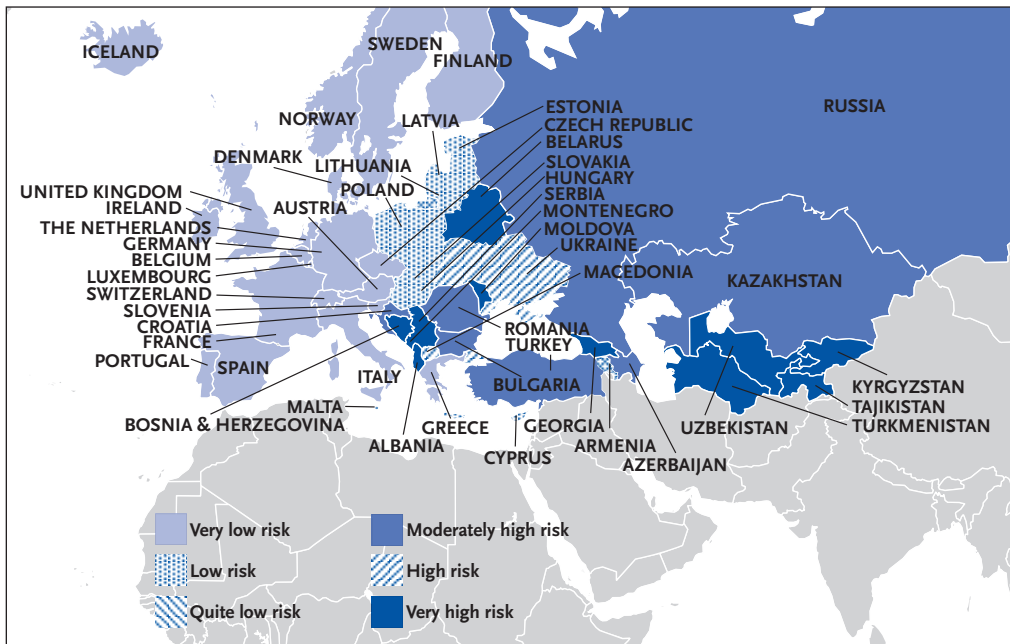 ICELAND
SWEDEN
FINLAND
NORWAY
RUSSIA
ESTONIA
LATVIA
CZECH REPUBLIC
BELARUS
DENMARK
LITHUANIA
SLOVAKIA
POLAND
HUNGARY
UNITED KINGDOM
SERBIA
IRELAND
AUSTRIA
MONTENEGRO
THE NETHERLANDS
MOLDOVA
GERMANY
UKRAINE
BELGIUM
LUXEMBOURG
MACEDONIA
KAZAKHSTAN
SWITZERLAND
SLOVENIA
CROATIA
ROMANIA
FRANCE
TURKEY
PORTUGAL
SPAIN
ITALY
BULGARIA
KYRGYZSTAN
MALTA
TAJIKISTAN
BOSNIA & HERZEGOVINA
GREECE
GEORGIA
UZBEKISTAN
TURKMENISTAN
ALBANIA
ARMENIA
CYPRUS
AZERBAIJAN
Very low risk
Moderately high risk
Low risk
High risk
Quite low risk
Very high risk